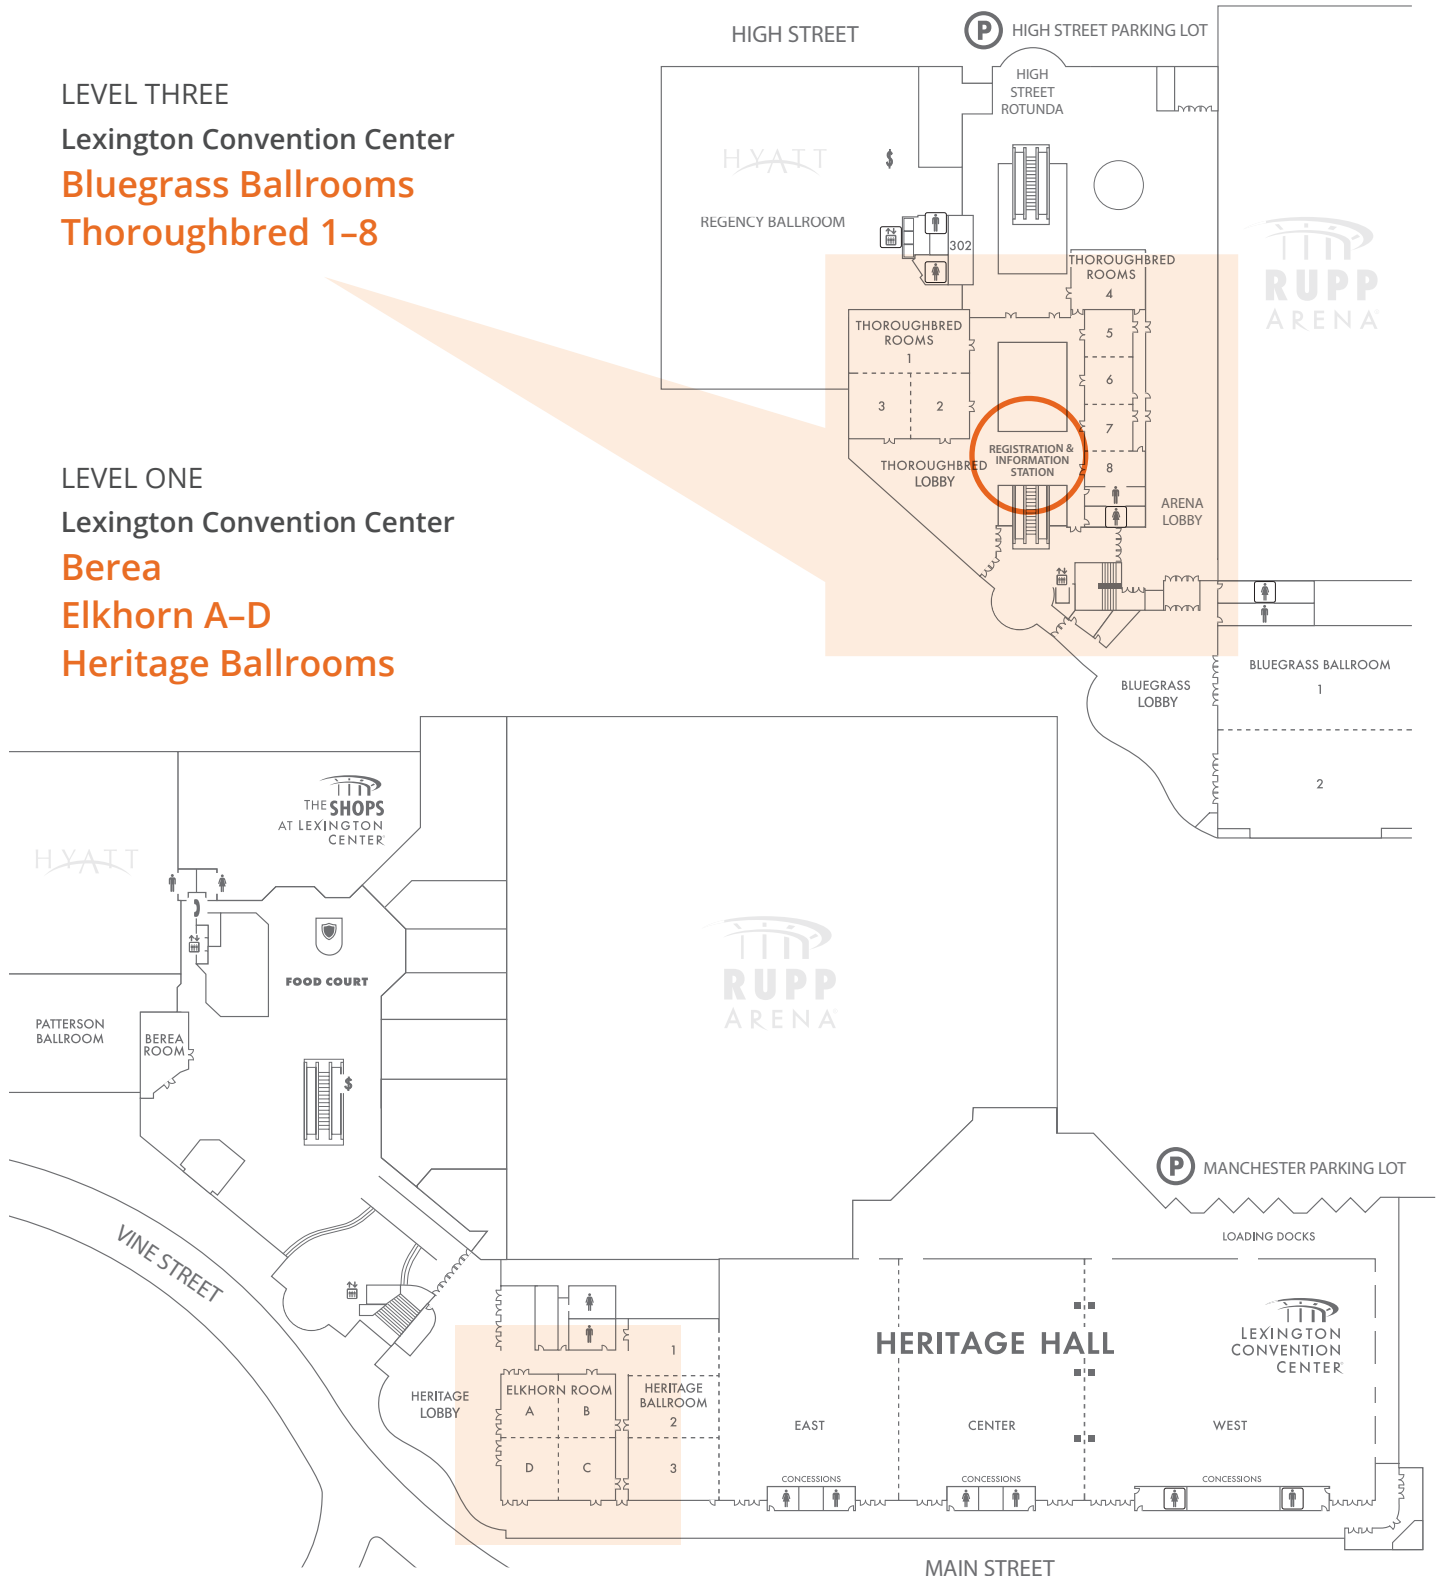 LEVEL THREE
Lexington Convention Center
Bluegrass Ballrooms
Thoroughbred 1–8
LEVEL ONE
Lexington Convention Center
Berea
Elkhorn A–D
Heritage Ballrooms
HIGH STREET
P HIGH STREET PARKING LOT
HIGH
STREET
ROTUNDA
HYATT
$
REGENCY BALLROOM
302
RUPP
ARENA
THOROUGHBRED
ROOMS
4
5
6
7
8
THOROUGHBRED
ROOMS
1
3
2
REGISTRATION &
INFORMATION
STATION
THOROUGHBRED
LOBBY
ARENA
LOBBY
BLUEGRASS
LOBBY
BLUEGRASS BALLROOM
1
2
THE SHOPS
AT LEXINGTON
CENTER
HYATT
FOOD COURT
PATTERSON
BALLROOM
BEREA
ROOM
$
RUPP
ARENA
VINE STREET
P MANCHESTER PARKING LOT
LOADING DOCKS
HERITAGE
LOBBY
ELKHORN ROOM
A
B
D
C
1
HERITAGE
BALLROOM
2
3
HERITAGE HALL
LEXINGTON
CONVENTION
CENTER
EAST
CENTER
WEST
CONCESSIONS
CONCESSIONS
CONCESSIONS
MAIN STREET